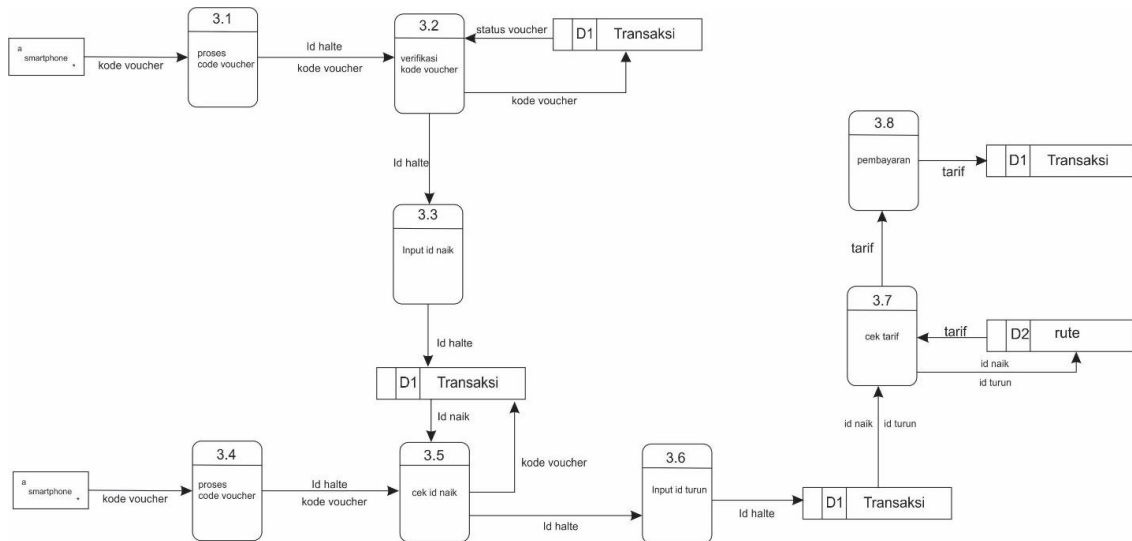 3.1
proses
code voucher
a
smartphone
*
kode voucher
Id halte
kode voucher
3.2
verifikasi
kode voucher
status voucher
D1 Transaksi
kode voucher
Id halte
3.3
Input id naik
Id halte
D1 Transaksi
Id naik
kode voucher
3.4
proses
code voucher
a
smartphone
*
kode voucher
Id halte
kode voucher
3.5
cek id naik
Id halte
3.6
Input id turun
Id halte
D1 Transaksi
id naik id turun
3.7
cek tarif
tarif
D2 rute
id naik
id turun
tarif
3.8
pembayaran
tarif
D1 Transaksi